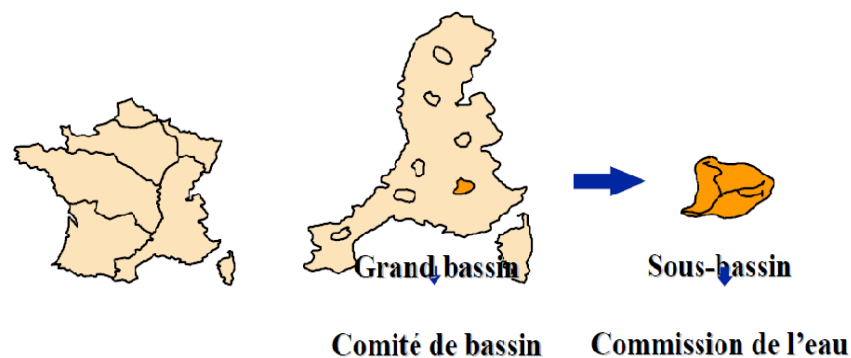 Grand bassin
Sous-bassin
Comité de bassin
Commission de l'eau